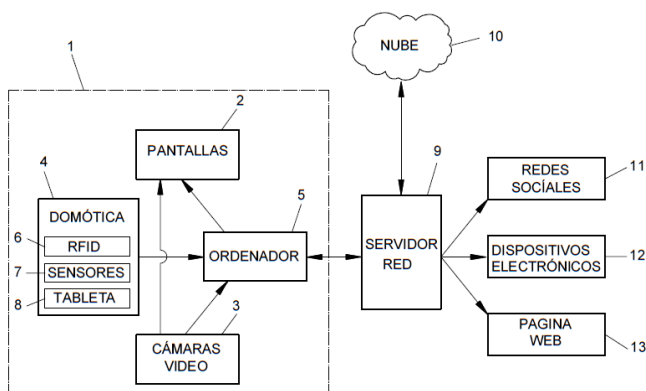 NUBE
10
1
2
PANTALLAS
4
DOMÓTICA
6
RFID
7
SENSORES
8
TABLETA
5
ORDENADOR
3
CÁMARAS
VIDEO
9
SERVIDOR
RED
REDES
SOCÍALES
11
DISPOSITIVOS
ELECTRÓNICOS
12
PAGINA
WEB
13